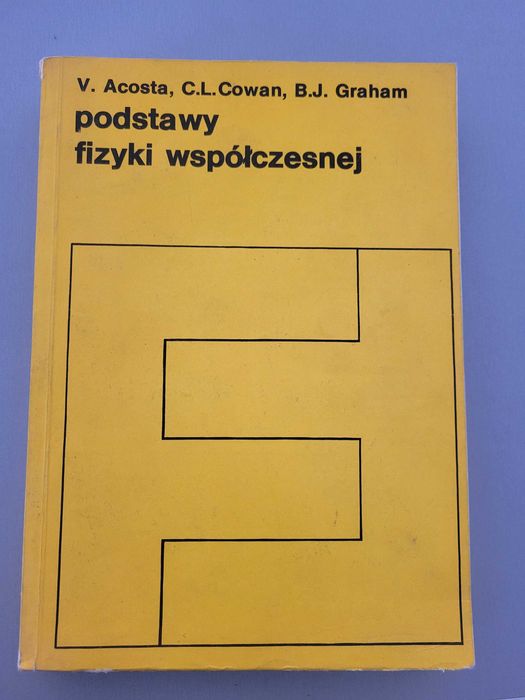 V. Acosta, C.L.Cowan, B.J. Graham
podstawy
fizyki współczesnej